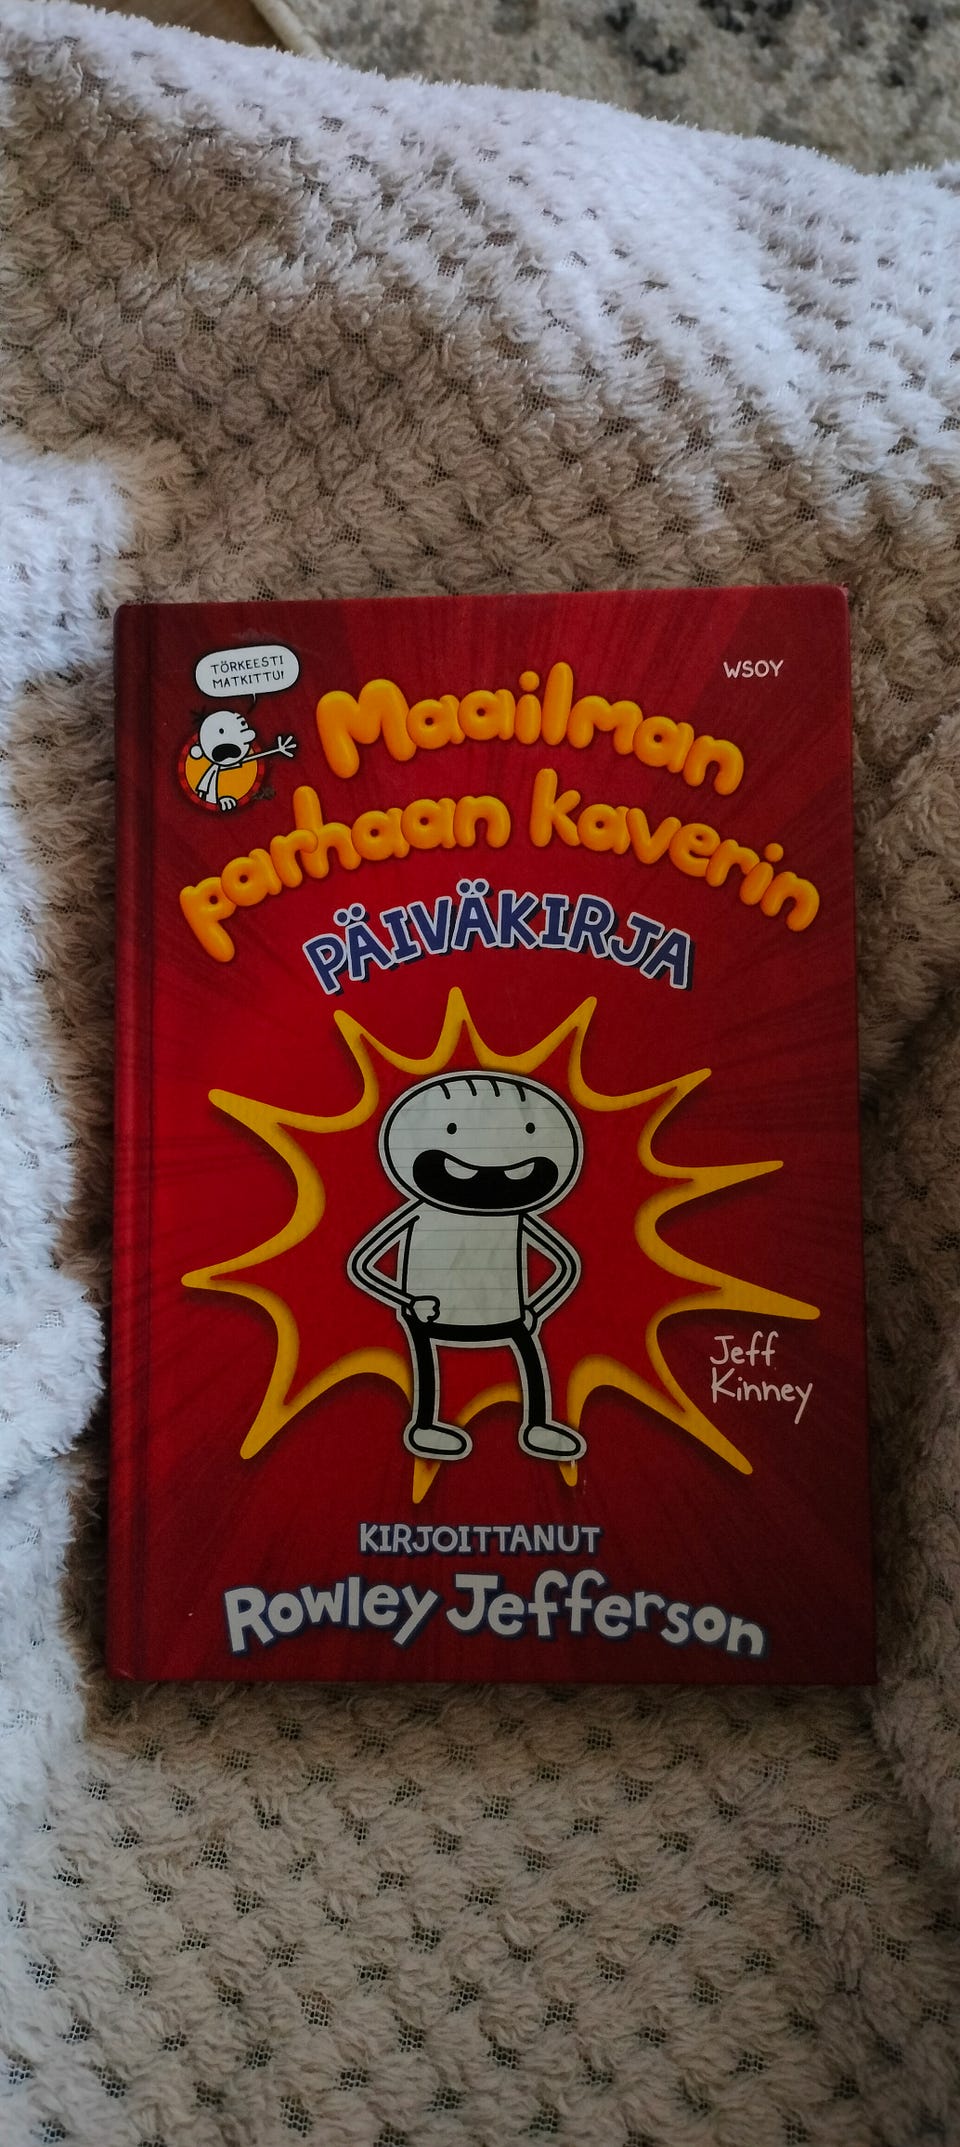 TÖRKEESTI
MATKITTU!
WSOY
Maailman
parhaan kaverin
PÄIVÄKIRJA
Jeff
Kinney
KIRJOITTANUT
Rowley Jefferson